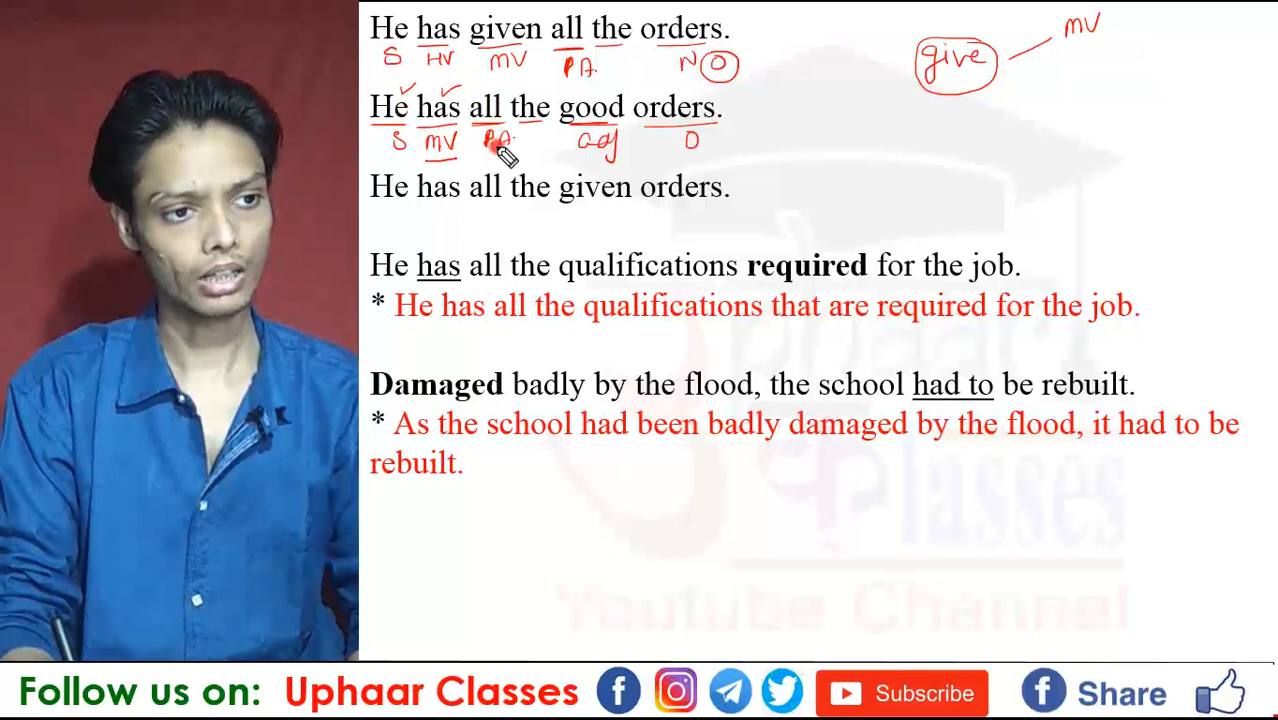 He has given all the orders.
S HV MV P A. N O
give MV
He has all the good orders.
S MV P.A. adj O
He has all the given orders.
He has all the qualifications required for the job.
* He has all the qualifications that are required for the job.
Damaged badly by the flood, the school had to be rebuilt.
* As the school had been badly damaged by the flood, it had to be
rebuilt.
Classes
Youtube Channel
Follow us on: Uphaar Classes Subscribe Share